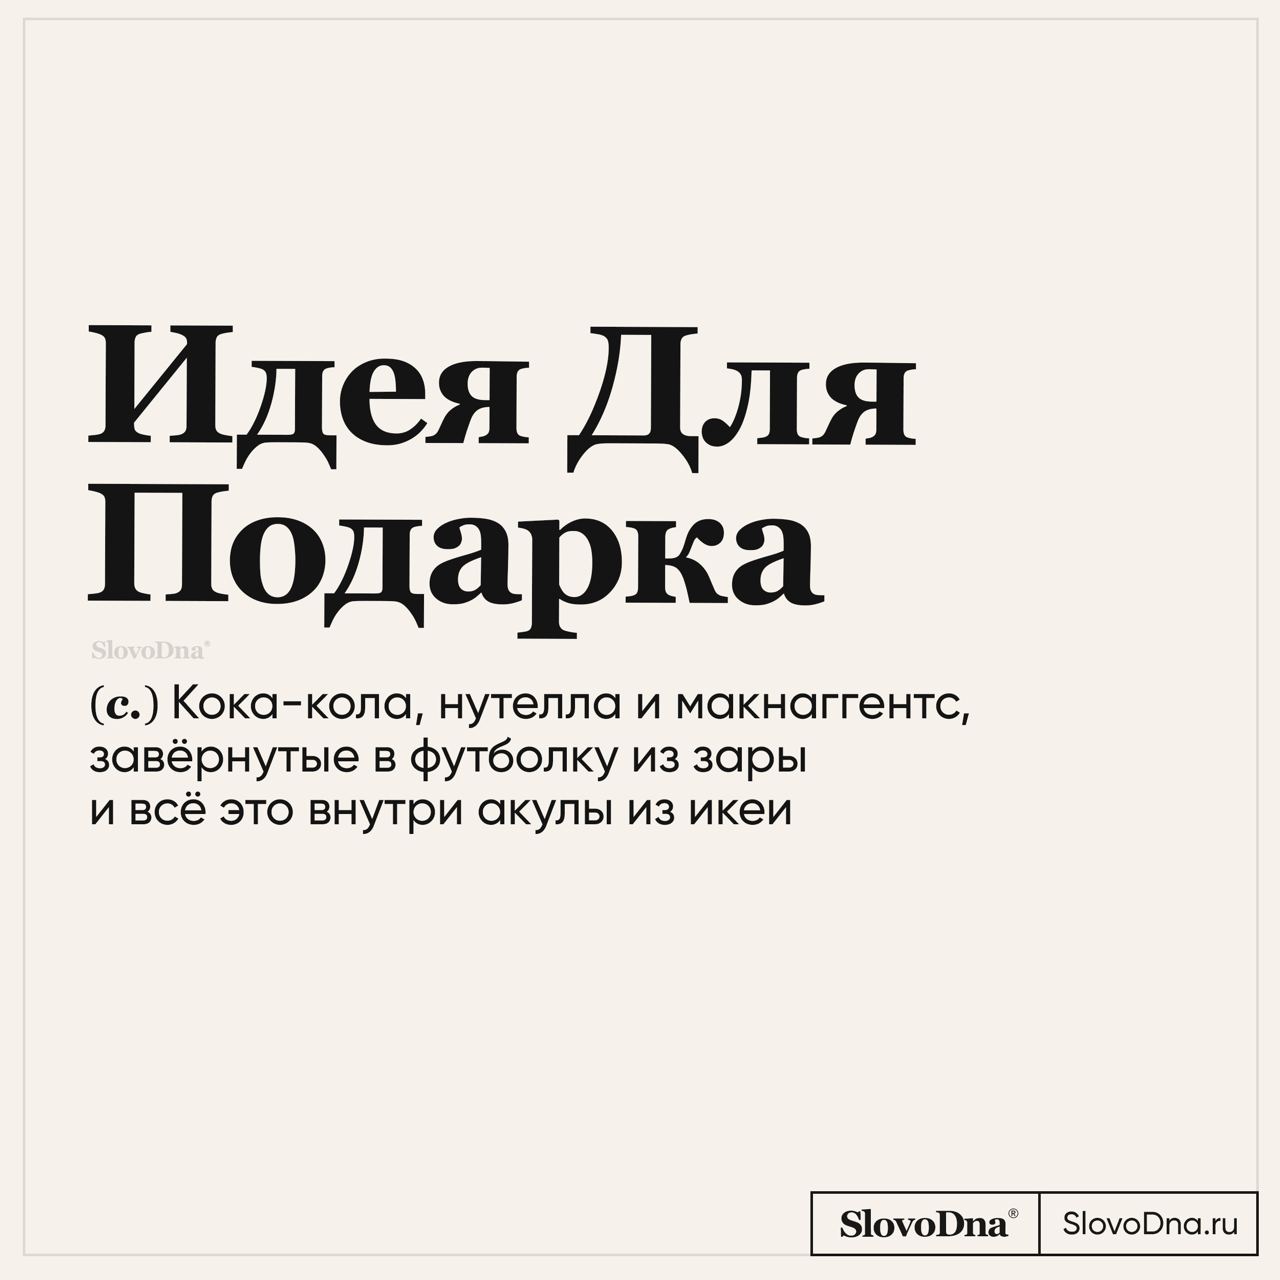 Идея Для
Подарка
SlovoDna®
(с.) Кока-кола, нутелла и макнаггентс,
завёрнутые в футболку из зары
и всё это внутри акулы из икеи
SlovoDna® SlovoDna.ru